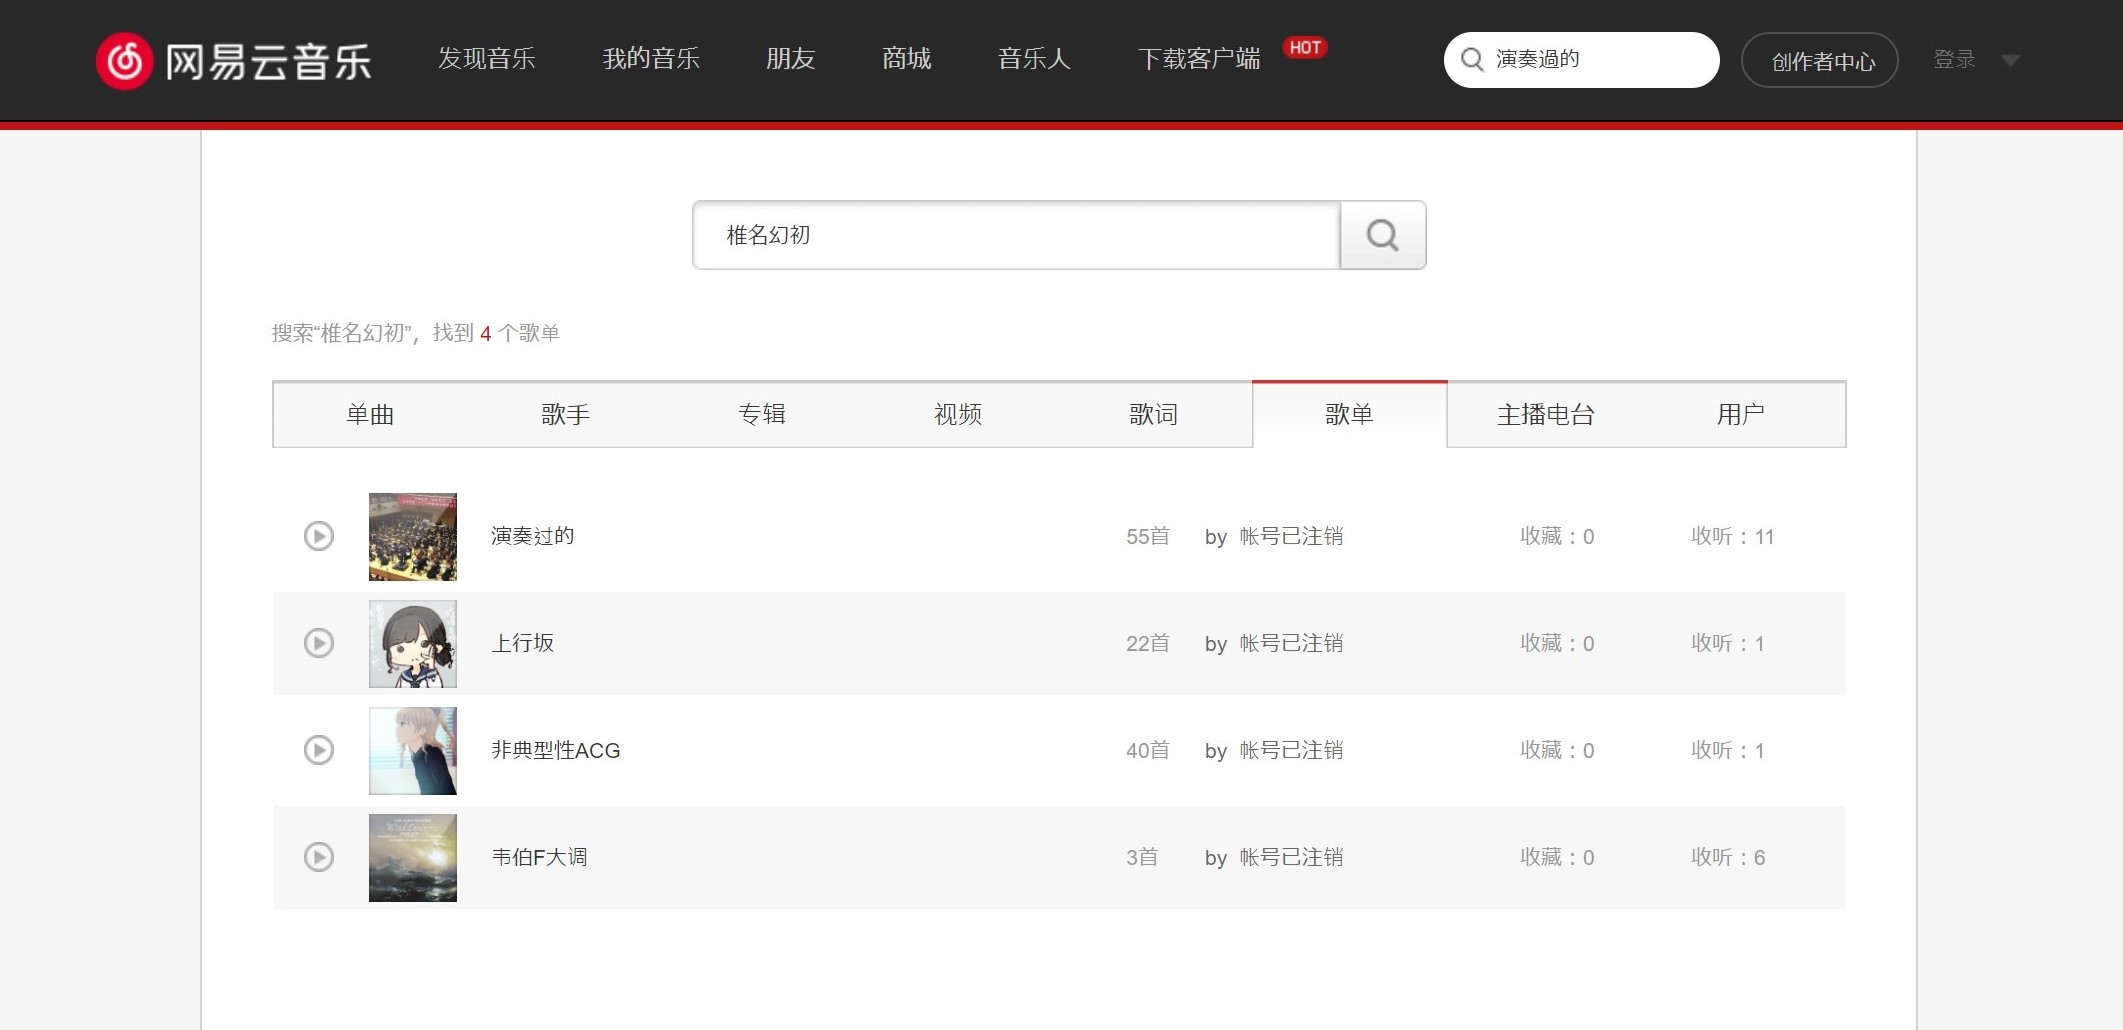 网易云音乐 发现音乐 我的音乐 朋友 商城 音乐人 下载客户端 HOT 演奏過的 创作者中心 登录
椎名幻初
搜索“椎名幻初”，找到 4 个歌单
单曲 歌手 专辑 视频 歌词 歌单 主播电台 用户
演奏过的 55首 by 帐号已注销 收藏：0 收听：11
上行坂 22首 by 帐号已注销 收藏：0 收听：1
非典型性ACG 40首 by 帐号已注销 收藏：0 收听：1
Wind Concertos
韦伯F大调 3首 by 帐号已注销 收藏：0 收听：6